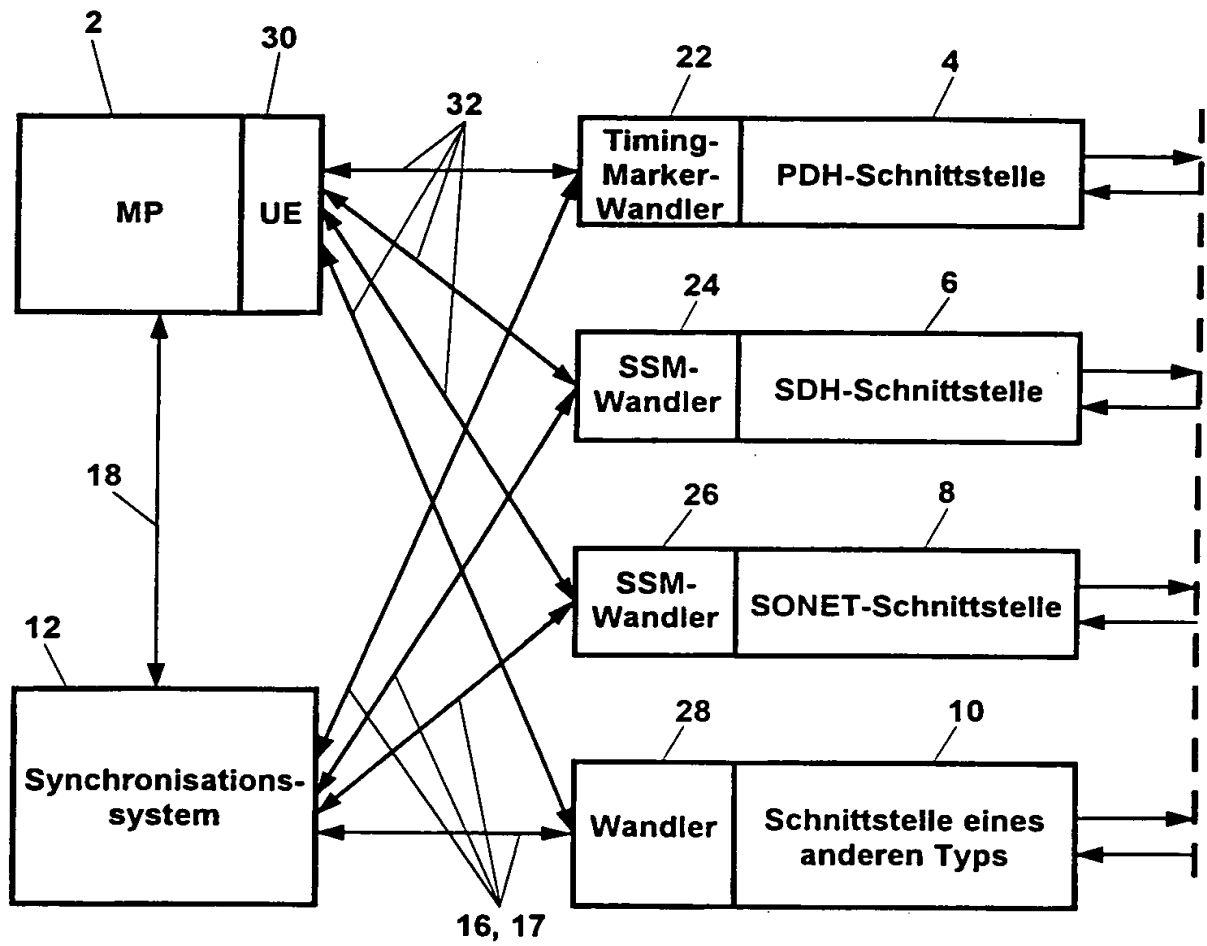 2
30
32
22
4
MP
UE
Timing-
Marker-
Wandler
PDH-Schnittstelle
24
6
SSM-
Wandler
SDH-Schnittstelle
18
26
8
SSM-
Wandler
SONET-Schnittstelle
12
28
10
Synchronisations-
system
Wandler
Schnittstelle eines
anderen Typs
16, 17